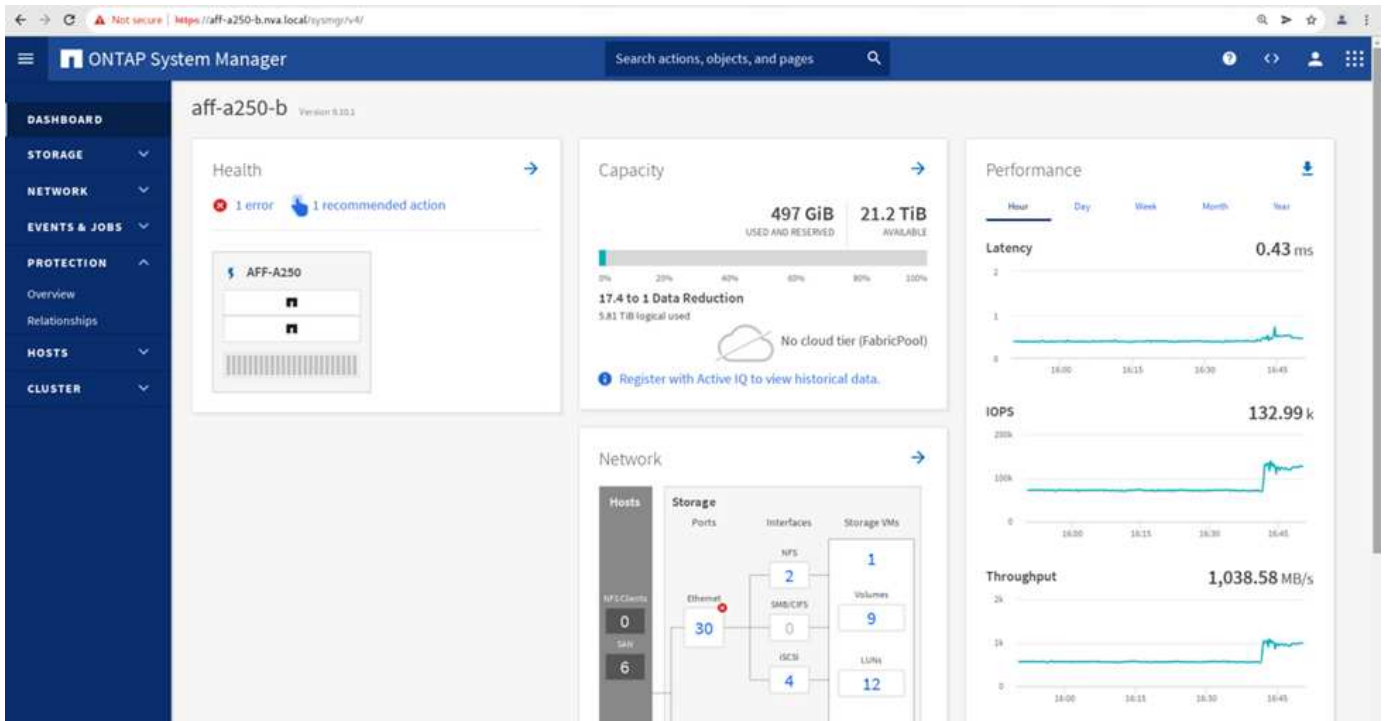 Not secure | https://aff-a250-b.nva.local/sysmgr/v4/
ONTAP System Manager
Search actions, objects, and pages
DASHBOARD
STORAGE
NETWORK
EVENTS & JOBS
PROTECTION
Overview
Relationships
HOSTS
CLUSTER
aff-a250-b Version 9.10.1
Health
1 error 1 recommended action
AFF-A250
Capacity
497 GiB 21.2 TiB
USED AND RESERVED AVAILABLE
0% 20% 40% 60% 80% 100%
17.4 to 1 Data Reduction
5.81 TiB logical used
No cloud tier (FabricPool)
Register with Active IQ to view historical data.
Network
Hosts
Storage
Ports Interfaces Storage VMs
NFS
2
1
NFS Clients
0
SAN
6
Ethernet
30
SMB/CIFS
0
Volumes
9
iSCSI
4
LUNs
12
Performance
Hour Day Week Month Year
Latency 0.43 ms
2
1
0
16:00 16:15 16:30 16:45
IOPS 132.99 k
200k
100k
0
16:00 16:15 16:30 16:45
Throughput 1,038.58 MB/s
2k
1k
0
16:00 16:15 16:30 16:45